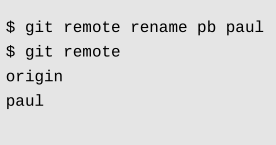 $ git remote rename pb paul
$ git remote
origin
paul